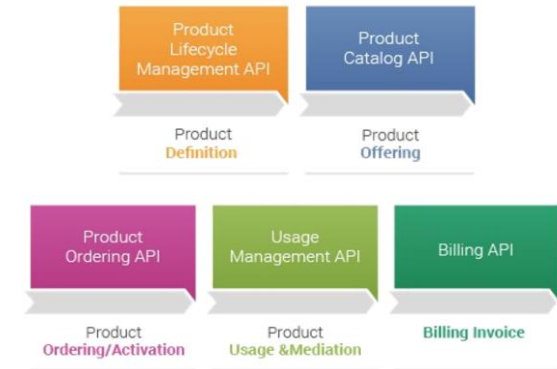 Product
Lifecycle
Management API
Product
Catalog API
Product
Definition
Product
Offering
Product
Ordering API
Usage
Management API
Billing API
Product
Ordering/Activation
Product
Usage &Mediation
Billing Invoice